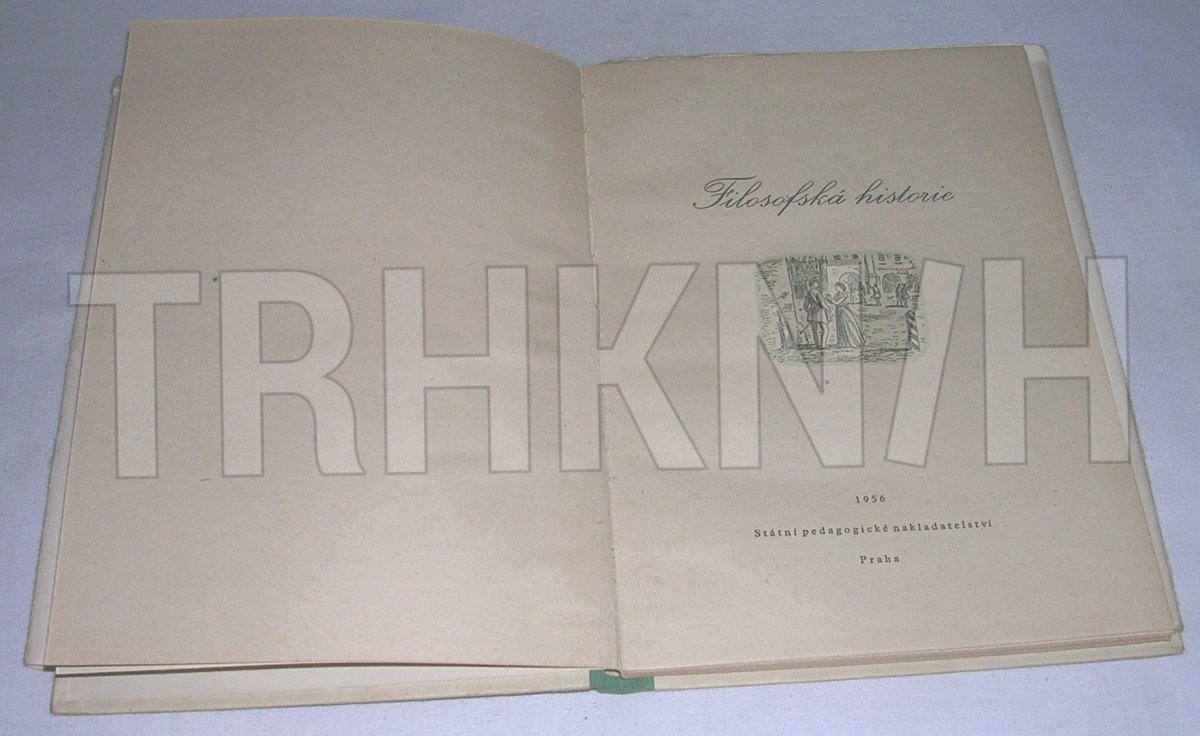 Filosofská historie
TRHKNIH
1956
Státní pedagogické nakladatelství
Praha